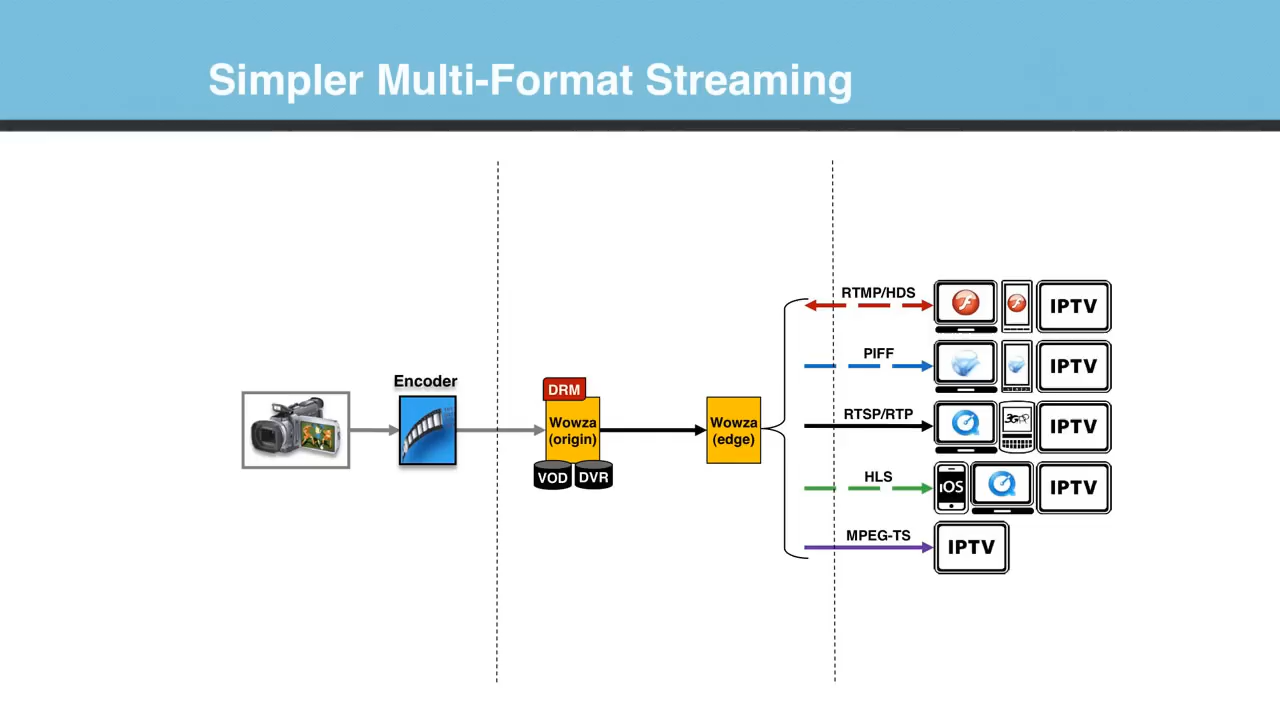 Simpler Multi-Format Streaming
Encoder
DRM
Wowza
(origin)
VOD
DVR
Wowza
(edge)
RTMP/HDS
IPTV
PIFF
IPTV
RTSP/RTP
3GPP
IPTV
HLS
iOS
IPTV
MPEG-TS
IPTV